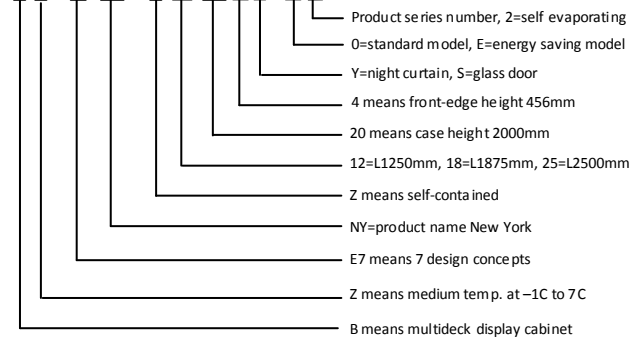 Product series number, 2=self evaporating
0=standard model, E=energy saving model
Y=night curtain, S=glass door
4 means front-edge height 456mm
20 means case height 2000mm
12=L1250mm, 18=L1875mm, 25=L2500mm
Z means self-contained
NY=product name New York
E7 means 7 design concepts
Z means medium temp. at –1C to 7C
B means multideck display cabinet